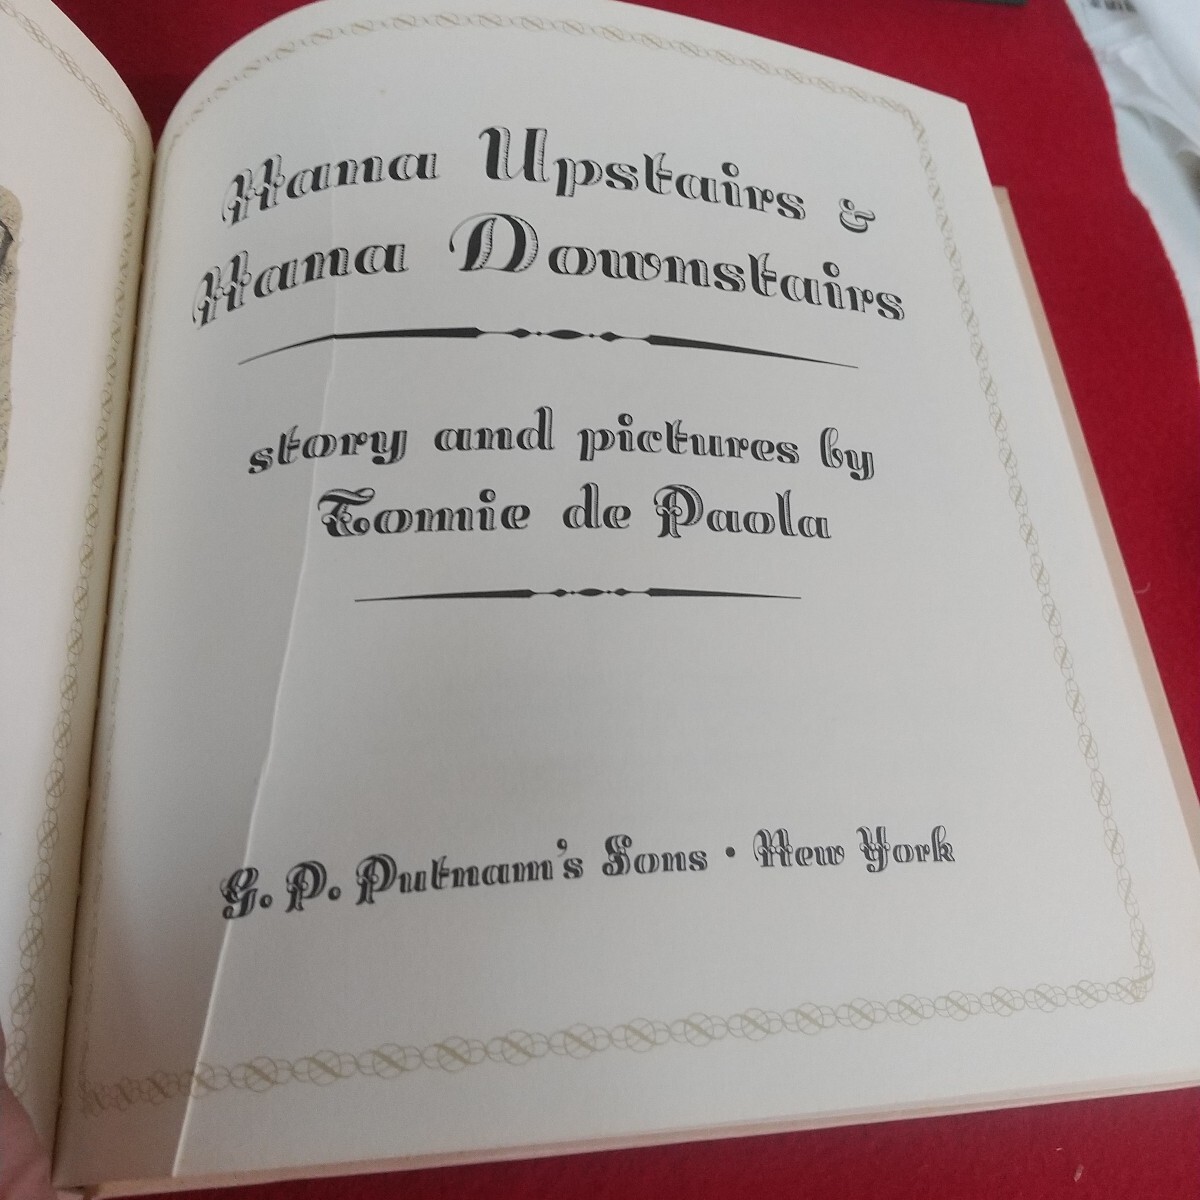 Nana Upstairs &
Nana Downstairs
story and pictures by
Tomie de Paola
G. P. Putnam's Sons • New York